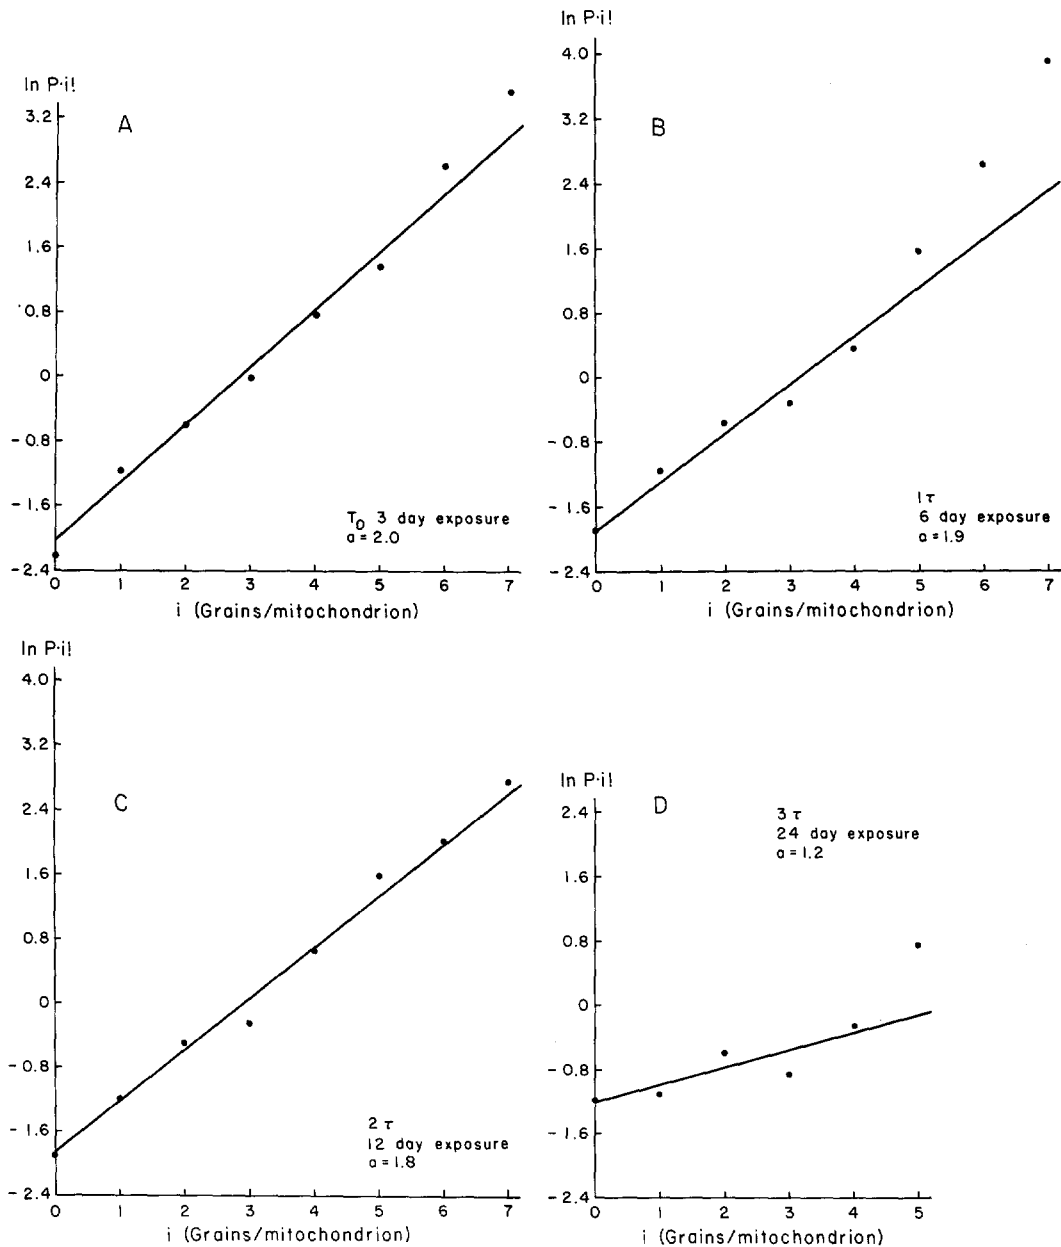 ln P·i!
A
3.2
2.4
1.6
0.8
0
-0.8
-1.6
-2.4
T0 3 day exposure
a = 2.0
0 1 2 3 4 5 6 7
i (Grains/mitochondrion)
ln P·i!
B
4.0
3.2
2.4
1.6
0.8
0
-0.8
-1.6
-2.4
1τ
6 day exposure
a = 1.9
0 1 2 3 4 5 6 7
i (Grains/mitochondrion)
ln P·i!
C
4.0
3.2
2.4
1.6
0.8
0
-0.8
-1.6
-2.4
2τ
12 day exposure
a = 1.8
0 1 2 3 4 5 6 7
i (Grains/mitochondrion)
ln P·i!
D
2.4
1.6
0.8
0
-0.8
-1.6
-2.4
3τ
24 day exposure
a = 1.2
0 1 2 3 4 5
i (Grains/mitochondrion)